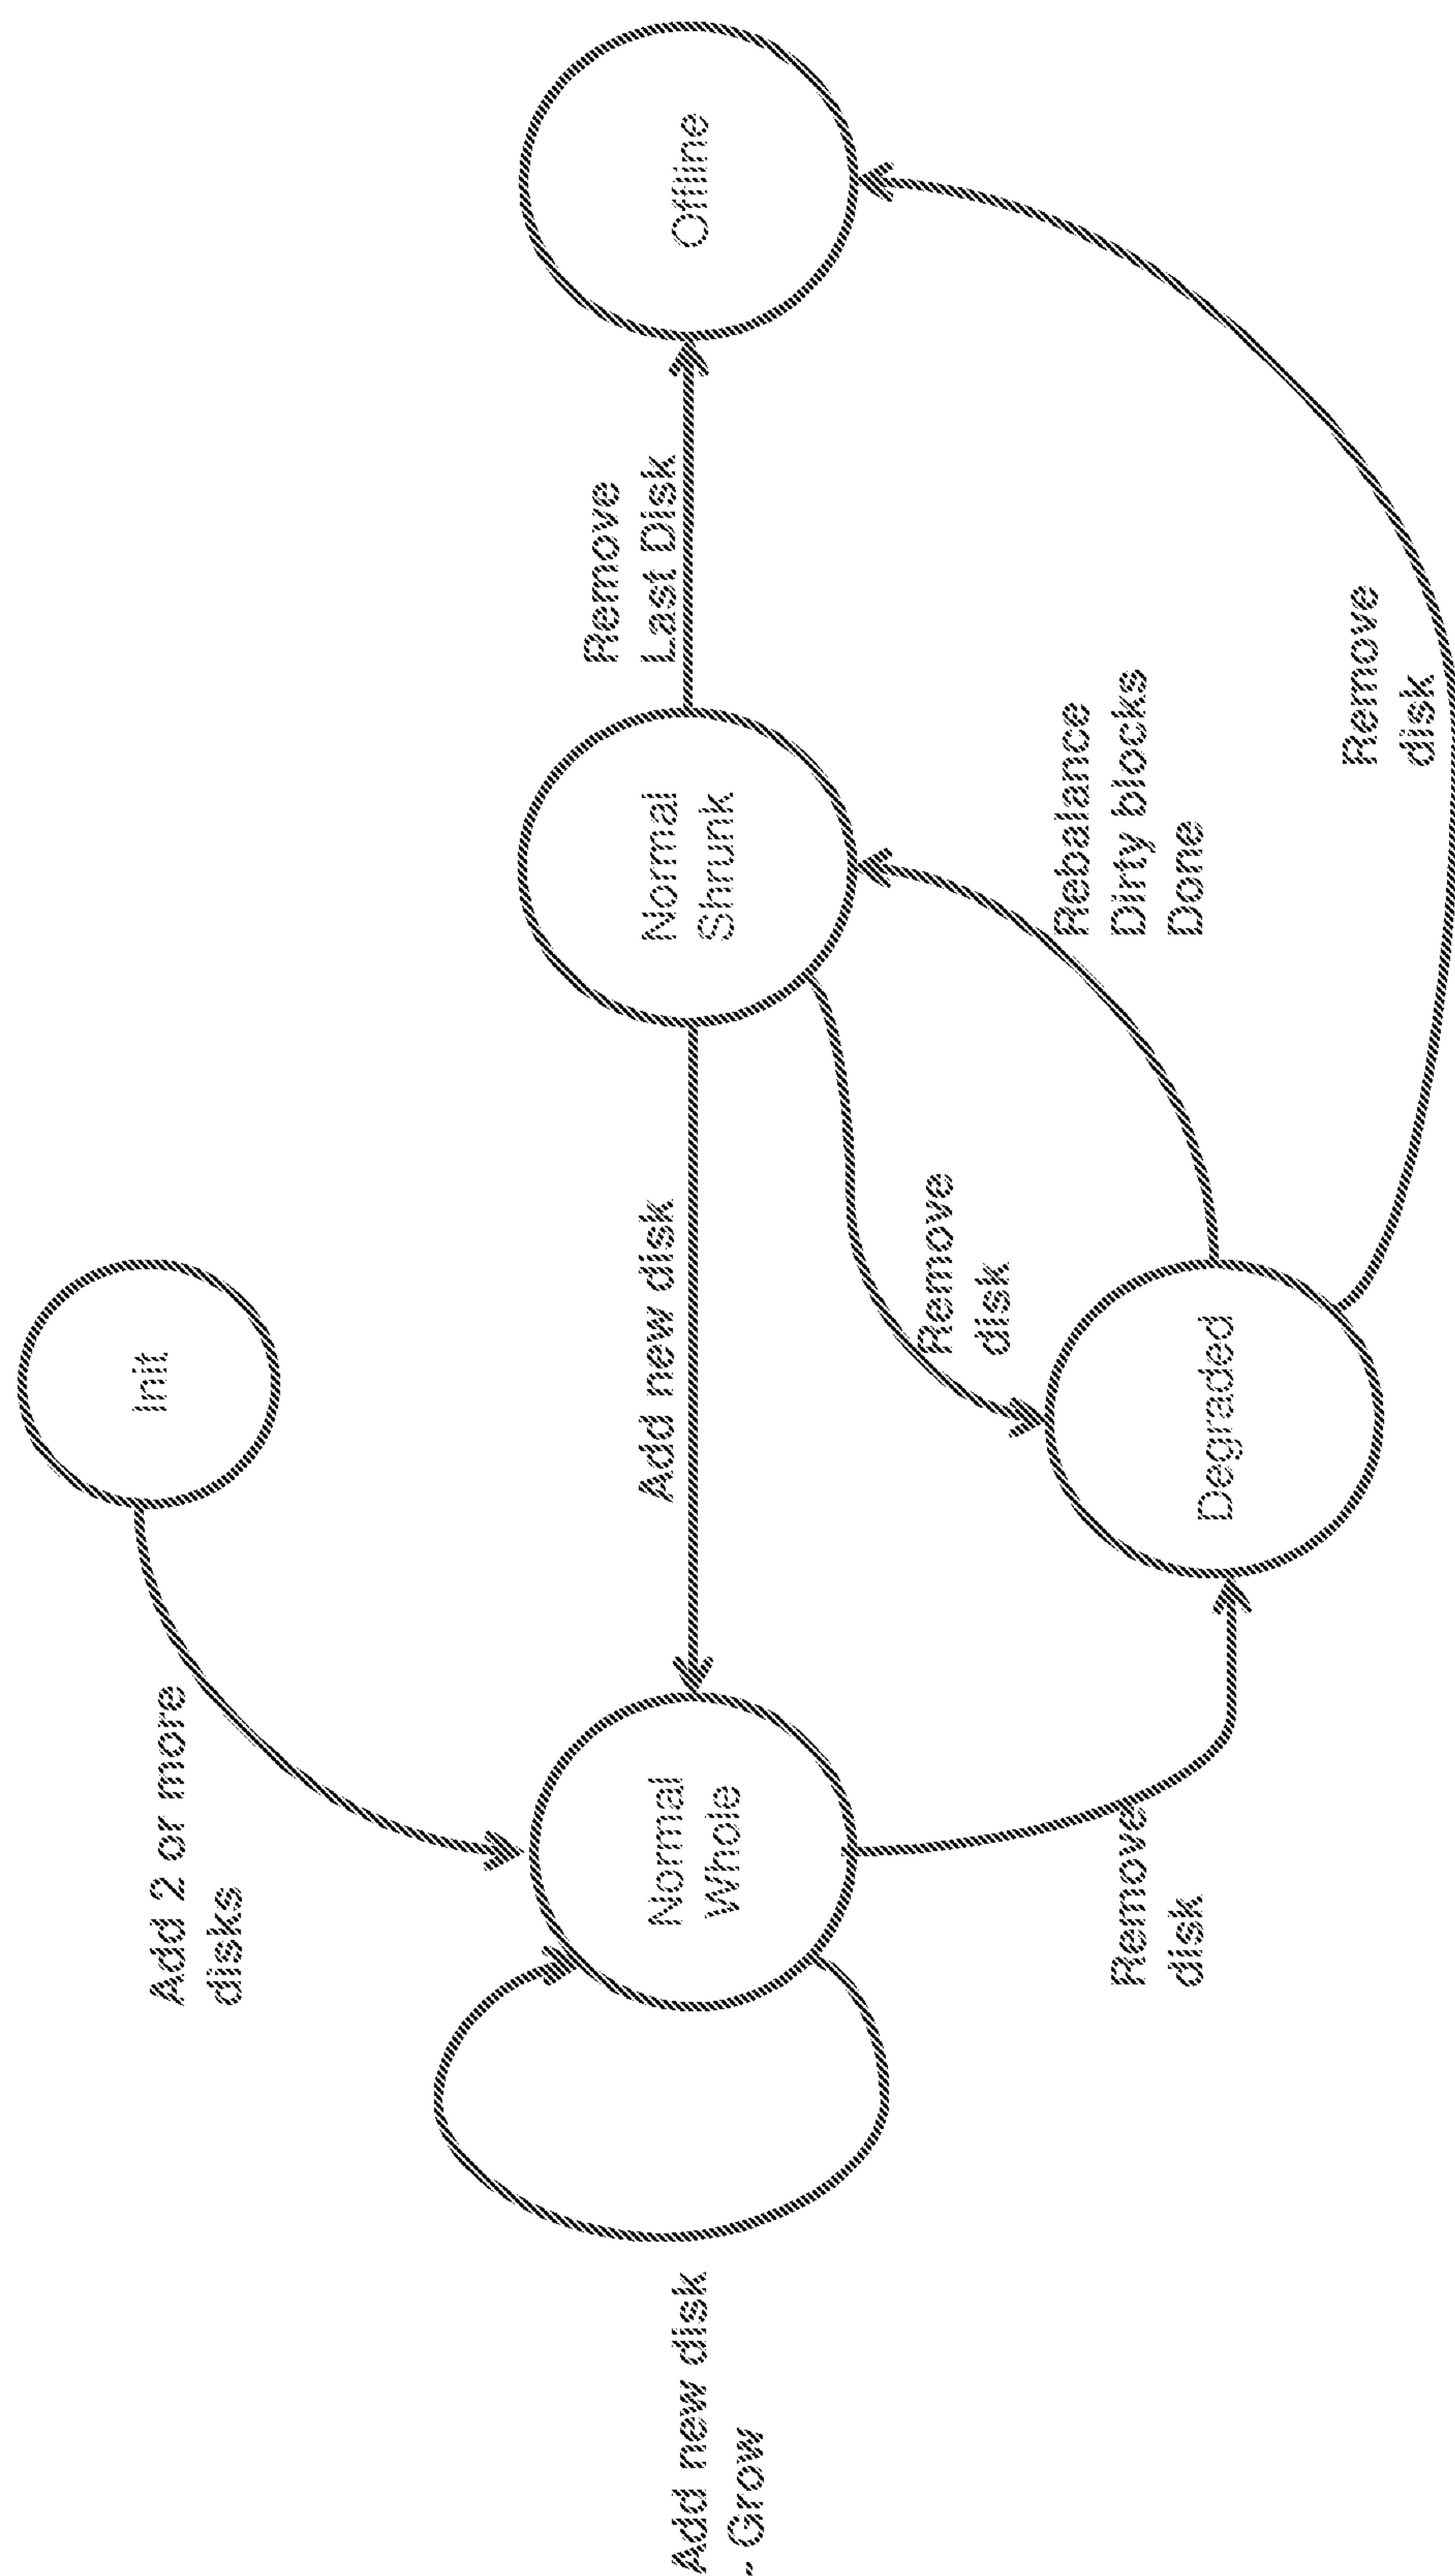 Init
Add 2 or more
disks
Add new disk
- Grow
Normal
Whole
Add new disk
Normal
Shrunk
Remove
Last Disk
Offline
Remove
disk
Remove
disk
Degraded
Rebalance
Dirty blocks
Done
Remove
disk